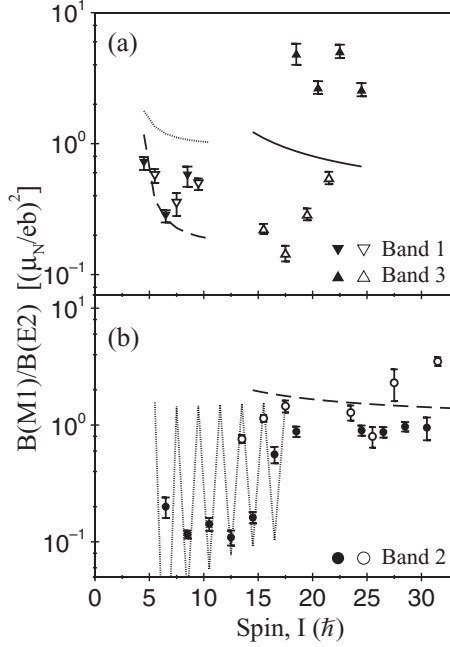 10¹
(a)
10⁰
10⁻¹
Band 1
Band 3
B(M1)/B(E2) [(μ_N/eb)²]
10¹
(b)
10⁰
10⁻¹
Band 2
0 5 10 15 20 25 30
Spin, I (ℏ)